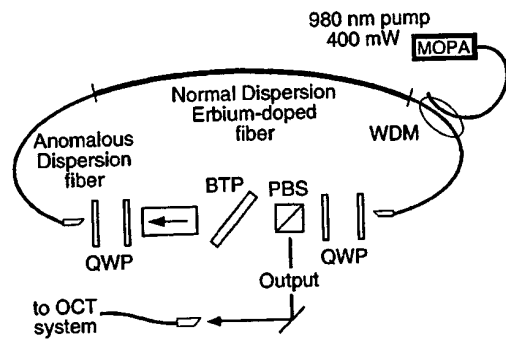 980 nm pump
400 mW
MOPA
Normal Dispersion
Erbium-doped
fiber
WDM
Anomalous
Dispersion
fiber
BTP
PBS
QWP
QWP
Output
to OCT
system